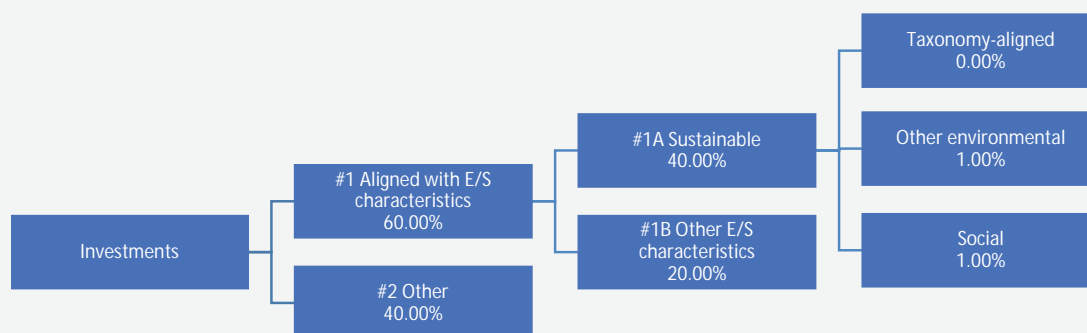 Investments
#1 Aligned with E/S
characteristics
60.00%
#2 Other
40.00%
#1A Sustainable
40.00%
#1B Other E/S
characteristics
20.00%
Taxonomy-aligned
0.00%
Other environmental
1.00%
Social
1.00%